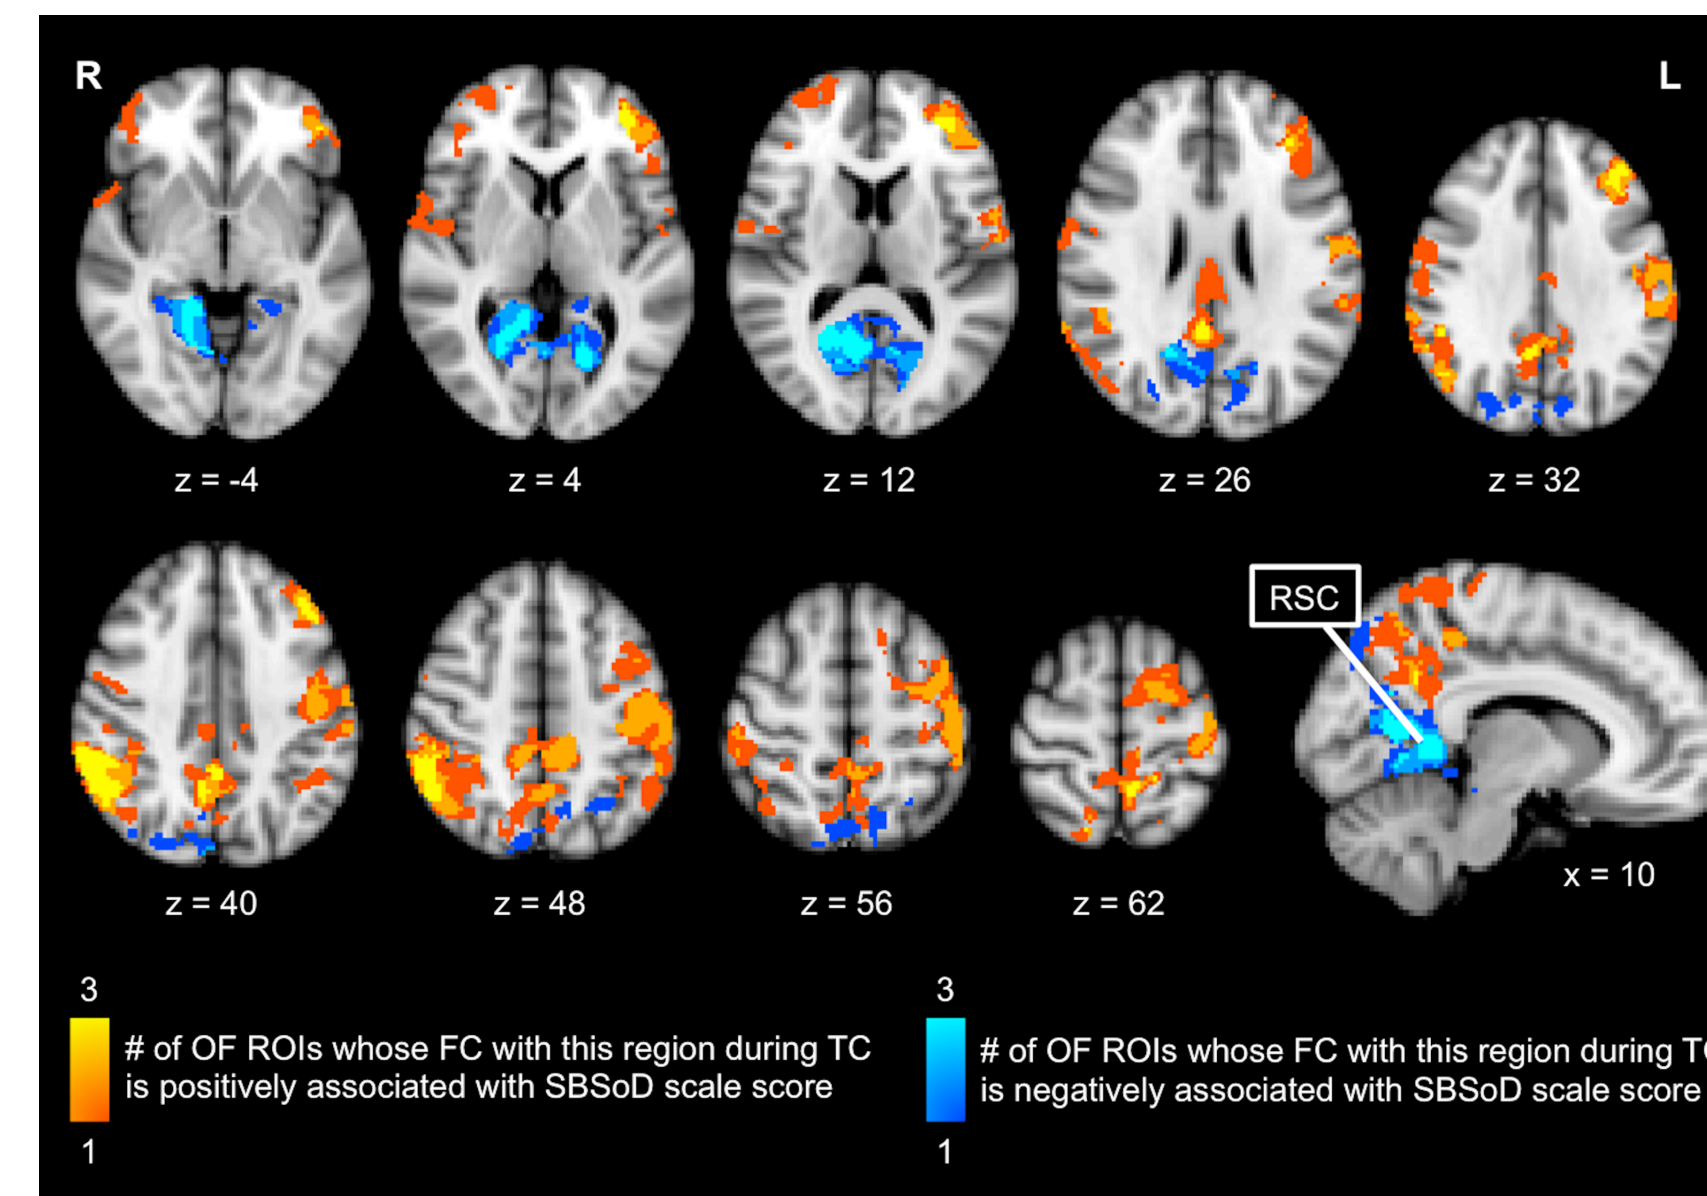 R
L
z = -4
z = 4
z = 12
z = 26
z = 32
RSC
x = 10
z = 40
z = 48
z = 56
z = 62
3
# of OF ROIs whose FC with this region during TC
is positively associated with SBSoD scale score
1
3
# of OF ROIs whose FC with this region during TC
is negatively associated with SBSoD scale score
1